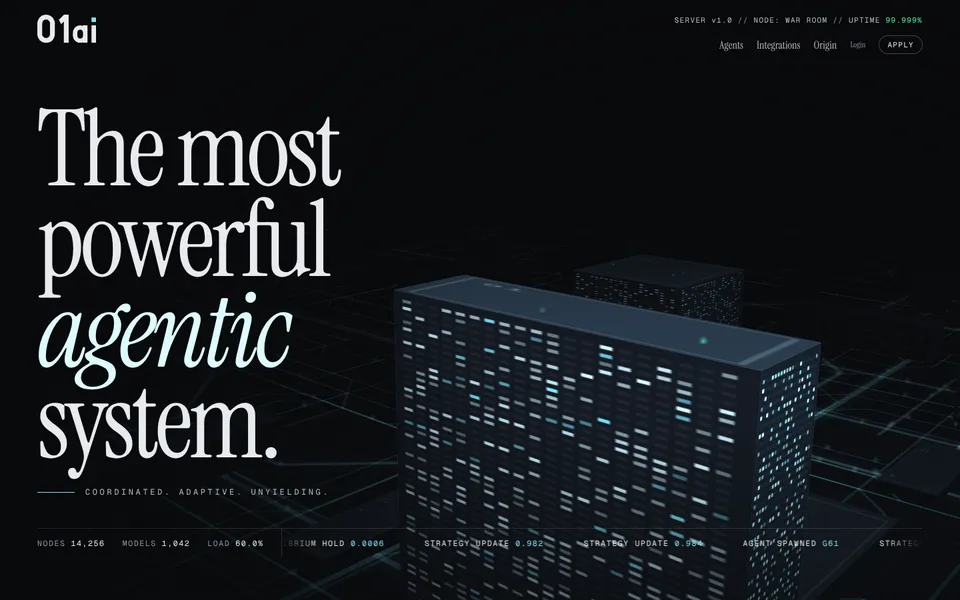 01ai
SERVER v1.0 // NODE: WAR ROOM // UPTIME 99.999%
Agents Integrations Origin Login APPLY
The most
powerful
agentic
system.
COORDINATED. ADAPTIVE. UNYIELDING.
NODES 14,256 MODELS 1,042 LOAD 60.0% BRIUM HOLD 0.0006 STRATEGY UPDATE 0.982 STRATEGY UPDATE 0.984 AGENT SPAWNED G61 STRATEG